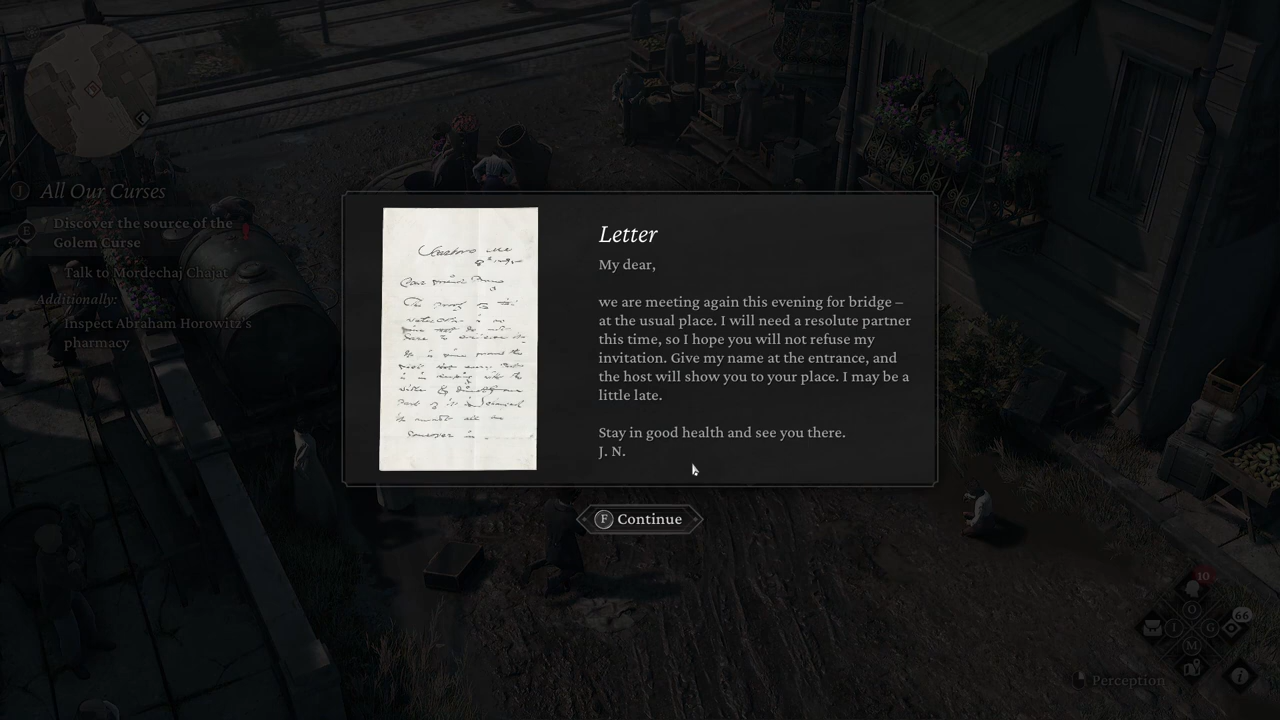 J
All Our Curses
E
Discover the source of the
Golem Curse
!
Talk to Mordechaj Chajat
Additionally:
Inspect Abraham Horowitz's
pharmacy
Letter
My dear,
we are meeting again this evening for bridge –
at the usual place. I will need a resolute partner
this time, so I hope you will not refuse my
invitation. Give my name at the entrance, and
the host will show you to your place. I may be a
little late.
Stay in good health and see you there.
J. N.
F Continue
10
O
66
I
G
M
i
Perception